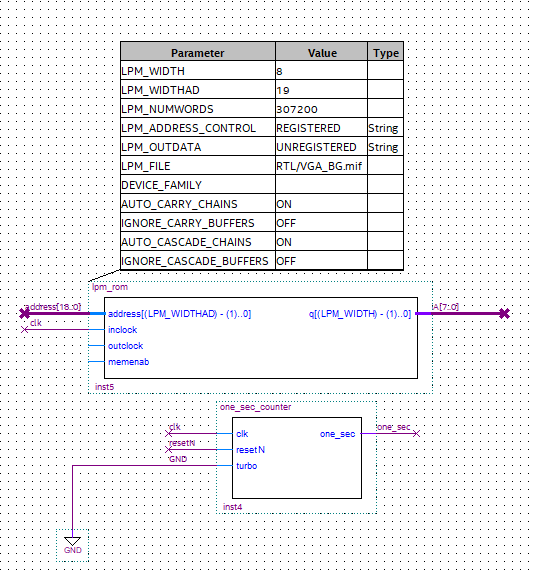 Parameter Value Type
LPM_WIDTH 8
LPM_WIDTHAD 19
LPM_NUMWORDS 307200
LPM_ADDRESS_CONTROL REGISTERED String
LPM_OUTDATA UNREGISTERED String
LPM_FILE RTL/VGA_BG.mif
DEVICE_FAMILY
AUTO_CARRY_CHAINS ON
IGNORE_CARRY_BUFFERS OFF
AUTO_CASCADE_CHAINS ON
IGNORE_CASCADE_BUFFERS OFF
lpm_rom
address[18..0] A[7..0]
address[(LPM_WIDTHAD) - (1)..0] q[(LPM_WIDTH) - (1)..0]
clk inclock
outclock
memenab
inst5
one_sec_counter
clk clk one_sec one_sec
resetN resetN
GND turbo
inst4
GND